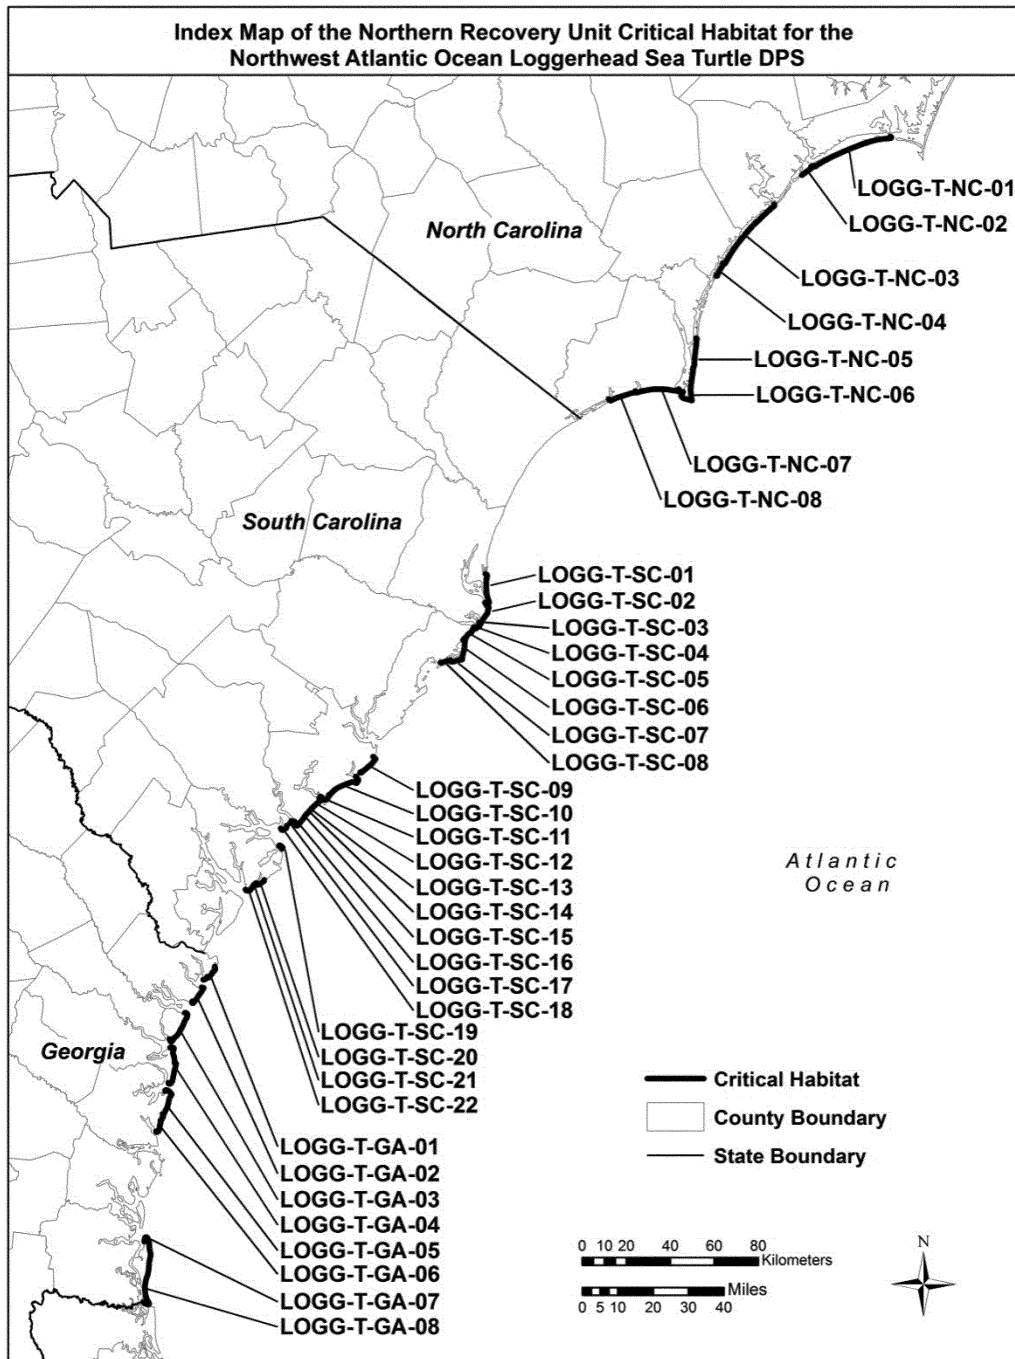 Index Map of the Northern Recovery Unit Critical Habitat for the
Northwest Atlantic Ocean Loggerhead Sea Turtle DPS
LOGG-T-NC-01
LOGG-T-NC-02
North Carolina
LOGG-T-NC-03
LOGG-T-NC-04
LOGG-T-NC-05
LOGG-T-NC-06
LOGG-T-NC-07
LOGG-T-NC-08
South Carolina
LOGG-T-SC-01
LOGG-T-SC-02
LOGG-T-SC-03
LOGG-T-SC-04
LOGG-T-SC-05
LOGG-T-SC-06
LOGG-T-SC-07
LOGG-T-SC-08
LOGG-T-SC-09
LOGG-T-SC-10
LOGG-T-SC-11
LOGG-T-SC-12
LOGG-T-SC-13
LOGG-T-SC-14
LOGG-T-SC-15
LOGG-T-SC-16
LOGG-T-SC-17
LOGG-T-SC-18
Atlantic
Ocean
LOGG-T-SC-19
LOGG-T-SC-20
LOGG-T-SC-21
LOGG-T-SC-22
Georgia
LOGG-T-GA-01
LOGG-T-GA-02
LOGG-T-GA-03
LOGG-T-GA-04
LOGG-T-GA-05
LOGG-T-GA-06
LOGG-T-GA-07
LOGG-T-GA-08
Critical Habitat
County Boundary
State Boundary
0 10 20 40 60 80
Kilometers
Miles
0 5 10 20 30 40
N